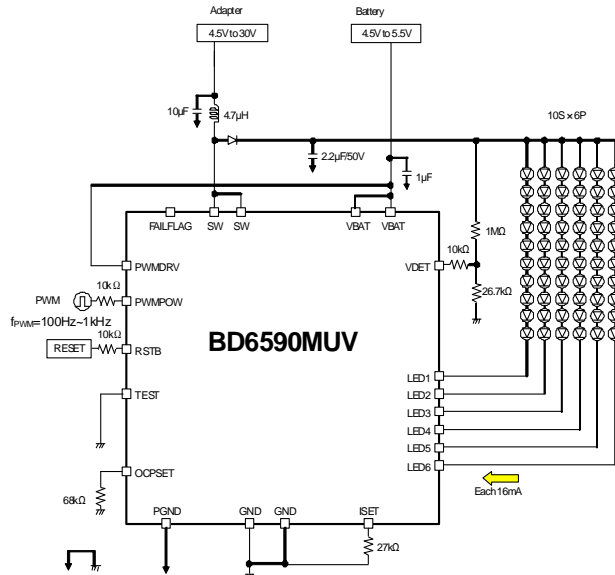 Adapter
Battery
4.5V to 30V
4.5V to 5.5V
10µF
4.7µH
10S × 6P
2.2µF/50V
1µF
FAILFLAG
SW
SW
VBAT
VBAT
1MΩ
10kΩ
PWMDRV
VDET
10kΩ
26.7kΩ
PWM
PWMPOW
fPWM=100Hz~1kHz
10kΩ
BD6590MUV
RESET
RSTB
LED1
TEST
LED2
LED3
LED4
LED5
LED6
OCPSET
Each 16mA
68kΩ
PGND
GND
GND
ISET
27kΩ